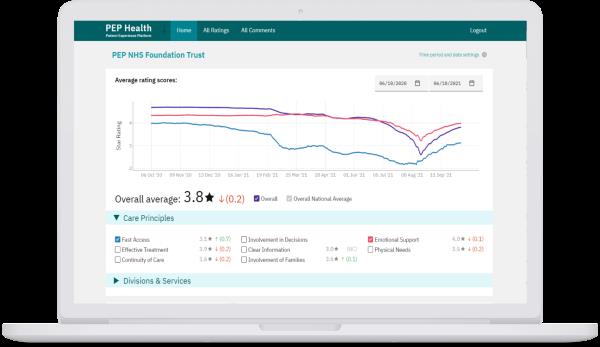 PEP Health
Patient Experience Platform
Home
All Ratings
All Comments
Logout
PEP NHS Foundation Trust
Time period and data settings
Average rating scores:
06/10/2020
06/10/2021
Star Rating
4
3
2
06 Oct '20
09 Nov '20
13 Dec '20
16 Jan '21
19 Feb '21
25 Mar '21
28 Apr '21
01 Jun '21
05 Jul '21
08 Aug '21
11 Sep '21
Overall average: 3.8★ ↓(0.2)
Overall
Overall National Average
▼ Care Principles
Fast Access 3.5★ ↑(0.7)
Involvement in Decisions
Emotional Support 4.0★ ↓(0.1)
Effective Treatment 3.9★ ↓(0.2)
Clear Information 3.0★
Physical Needs 3.5★ ↓(0.2)
Continuity of Care 3.6★ ↓(0.2)
Involvement of Families 3.6★ ↑(0.1)
▶ Divisions & Services